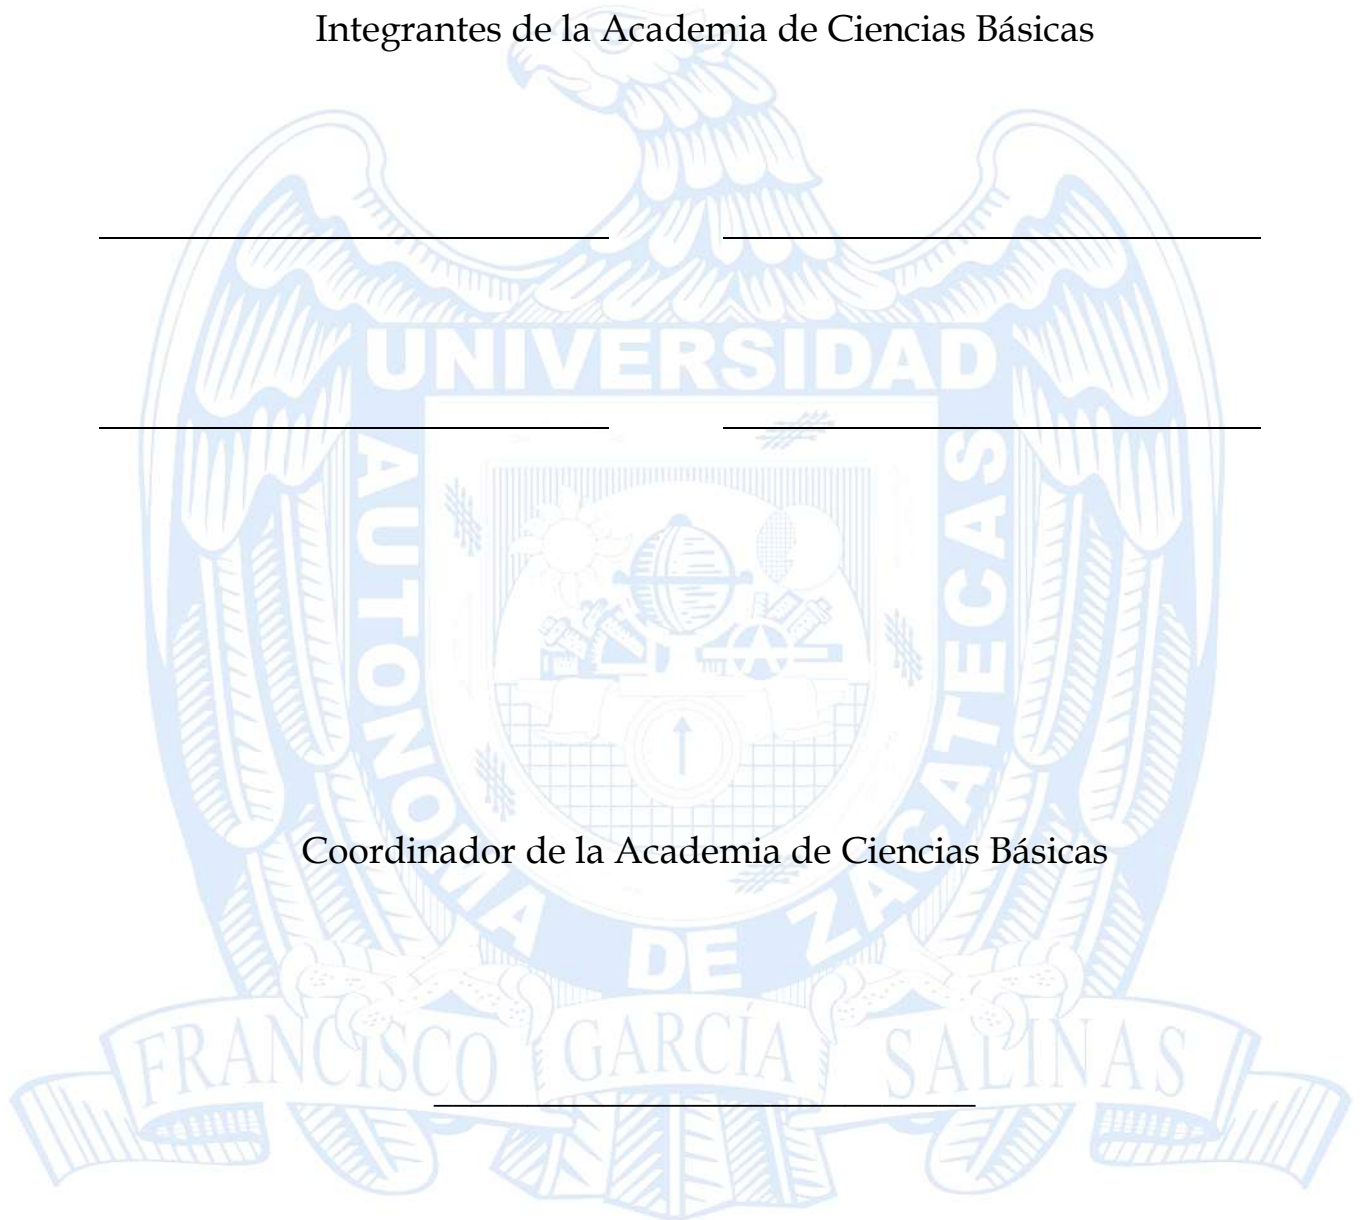 Integrantes de la Academia de Ciencias Básicas
UNIVERSIDAD
AUTONOMA DE ZACATECAS
Coordinador de la Academia de Ciencias Básicas
FRANCISCO GARCÍA SALINAS